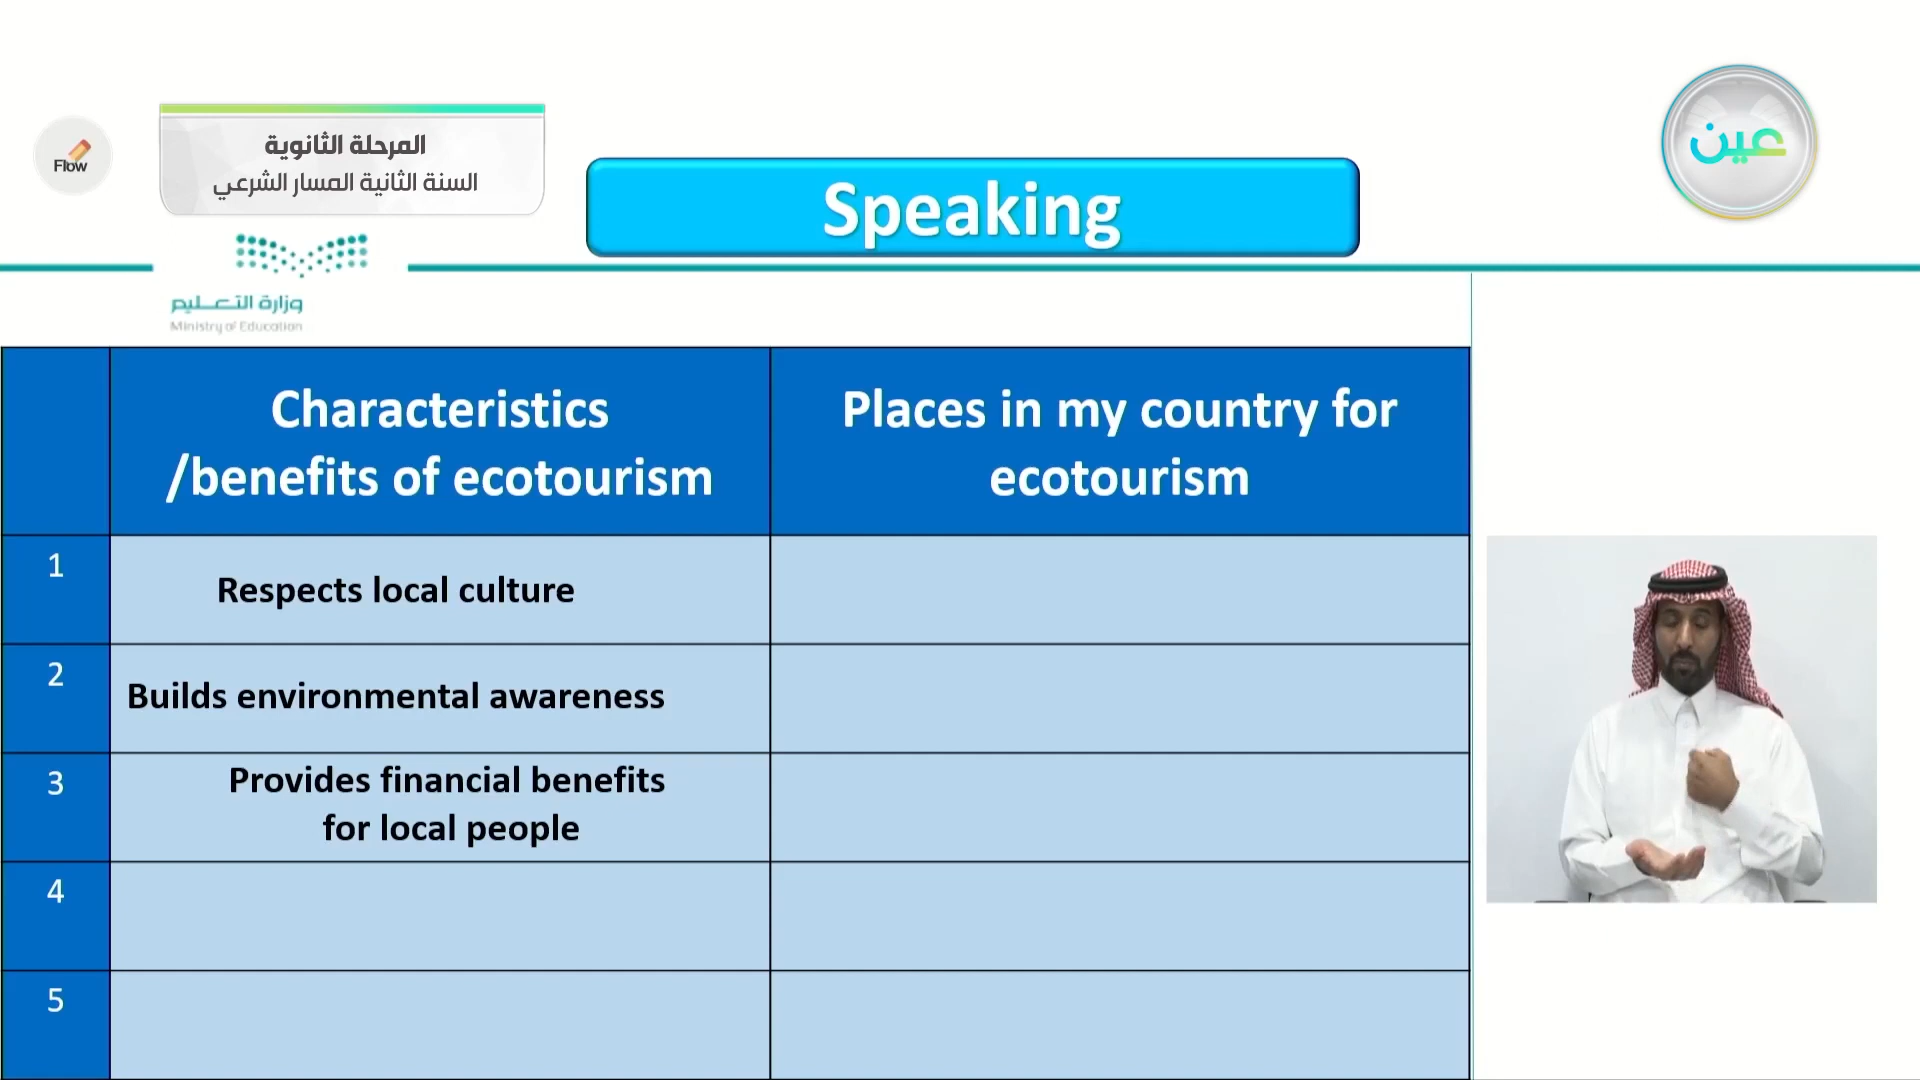 Flow
المرحلة الثانوية
السنة الثانية المسار الشرعي
عين
Speaking
وزارة التعليم
Ministry of Education
Characteristics
/benefits of ecotourism
Places in my country for
ecotourism
1
Respects local culture
2
Builds environmental awareness
3
Provides financial benefits
for local people
4
5